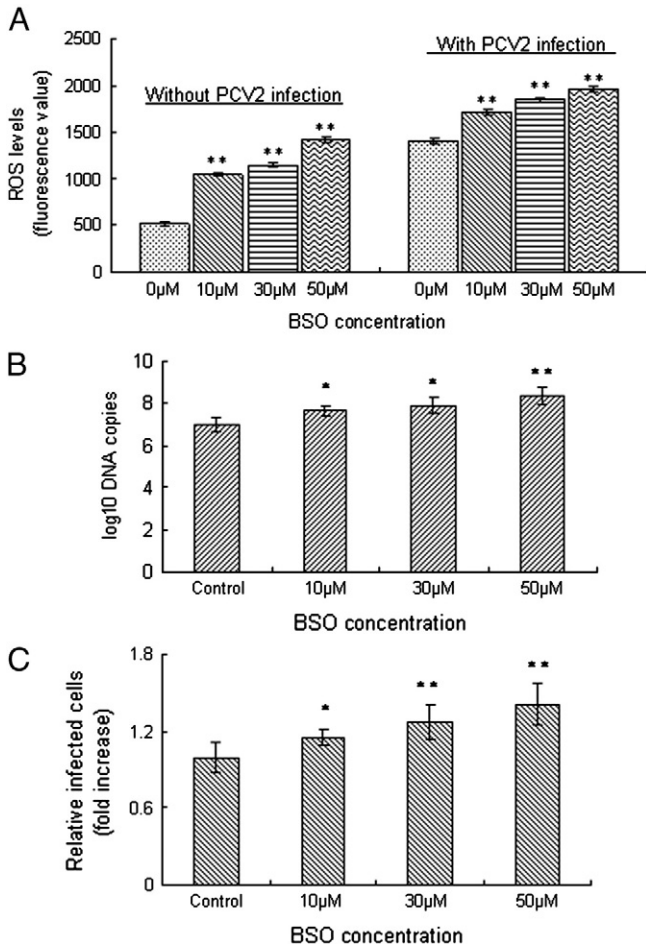 A
ROS levels
(fluorescence value)
2500
2000
1500
1000
500
0
Without PCV2 infection
With PCV2 infection
** ** ** ** ** **
0µM 10µM 30µM 50µM 0µM 10µM 30µM 50µM
BSO concentration
B
log10 DNA copies
10
8
6
4
2
0
* * **
Control 10µM 30µM 50µM
BSO concentration
C
Relative infected cells
(fold increase)
1.8
1.2
0.6
0
* ** **
Control 10µM 30µM 50µM
BSO concentration